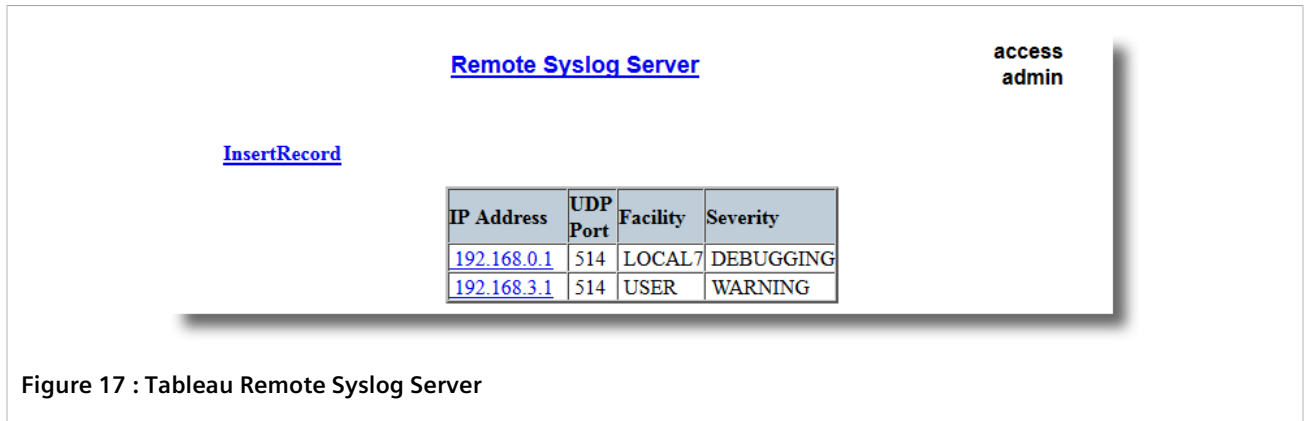 Remote Syslog Server
access
admin
InsertRecord
IP Address UDP Port Facility Severity
192.168.0.1 514 LOCAL7 DEBUGGING
192.168.3.1 514 USER WARNING
Figure 17 : Tableau Remote Syslog Server